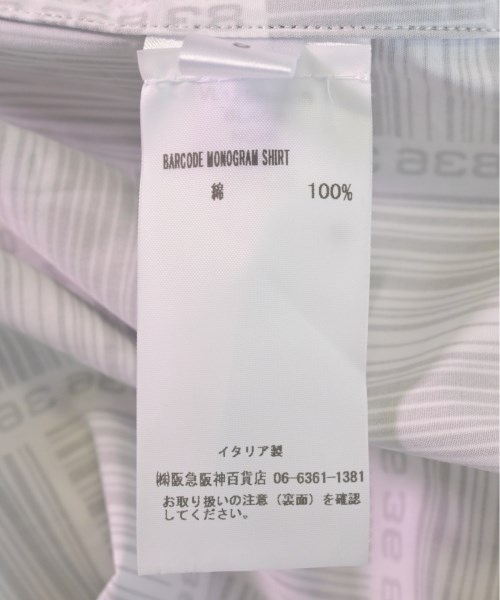 BARCODE MONOGRAM SHIRT
綿 100%
イタリア製
㈱阪急阪神百貨店 06-6361-1381
お取り扱いの注意（裏面）を確認
してください。
836